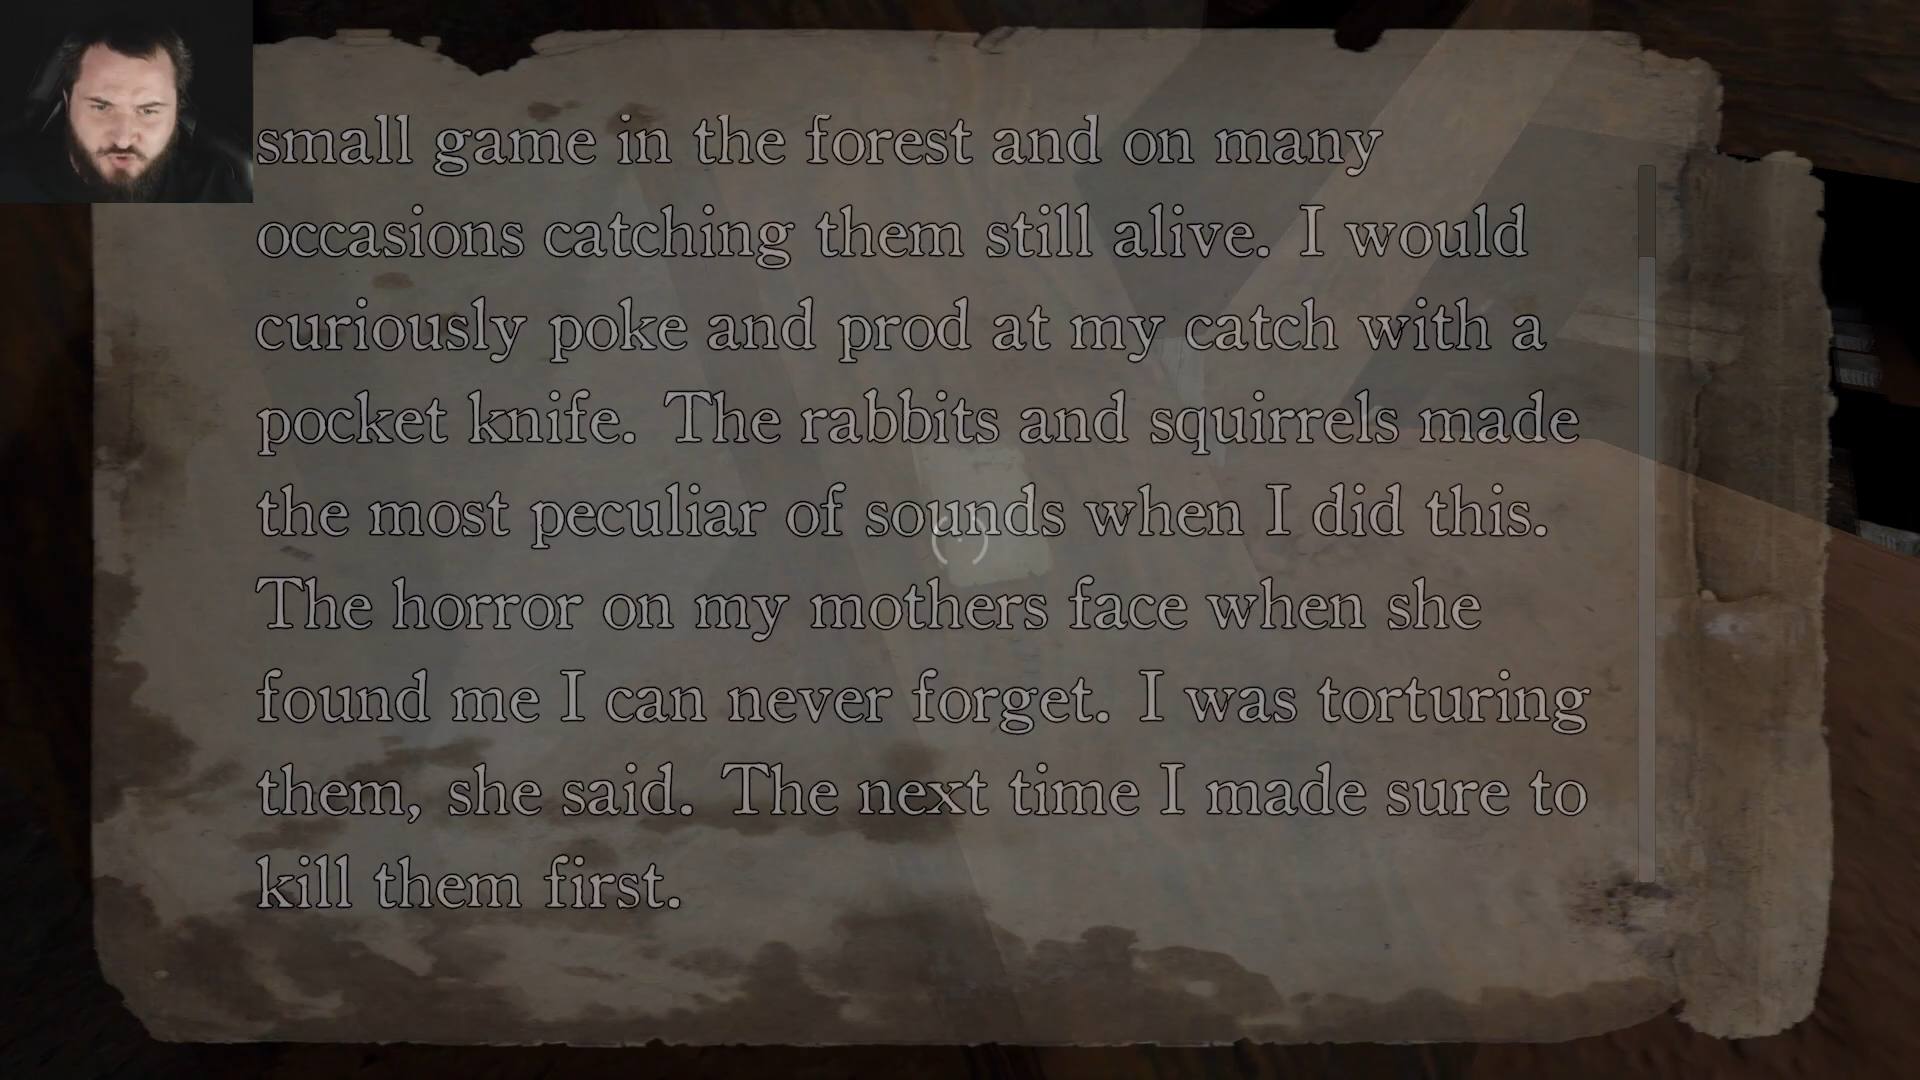 small game in the forest and on many
occasions catching them still alive. I would
curiously poke and prod at my catch with a
pocket knife. The rabbits and squirrels made
the most peculiar of sounds when I did this.
The horror on my mothers face when she
found me I can never forget. I was torturing
them, she said. The next time I made sure to
kill them first.